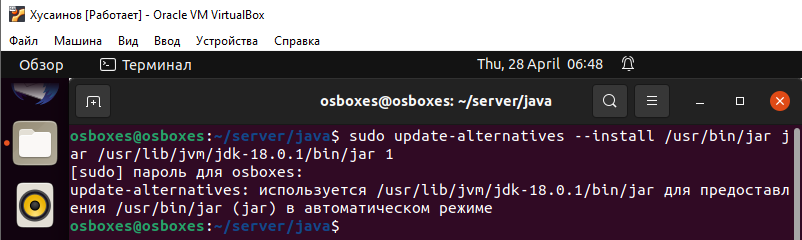 Хусаинов [Работает] - Oracle VM VirtualBox
Файл Машина Вид Ввод Устройства Справка
Обзор Терминал Thu, 28 April 06:48
osboxes@osboxes: ~/server/java
osboxes@osboxes:~/server/java$ sudo update-alternatives --install /usr/bin/jar j
ar /usr/lib/jvm/jdk-18.0.1/bin/jar 1
[sudo] пароль для osboxes:
update-alternatives: используется /usr/lib/jvm/jdk-18.0.1/bin/jar для предоставл
ения /usr/bin/jar (jar) в автоматическом режиме
osboxes@osboxes:~/server/java$